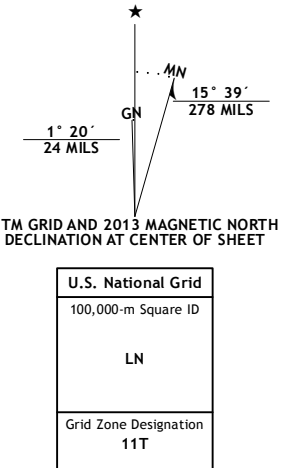 MN
GN
15° 39´
278 MILS
1° 20´
24 MILS
TM GRID AND 2013 MAGNETIC NORTH
DECLINATION AT CENTER OF SHEET
U.S. National Grid
100,000-m Square ID
LN
Grid Zone Designation
11T